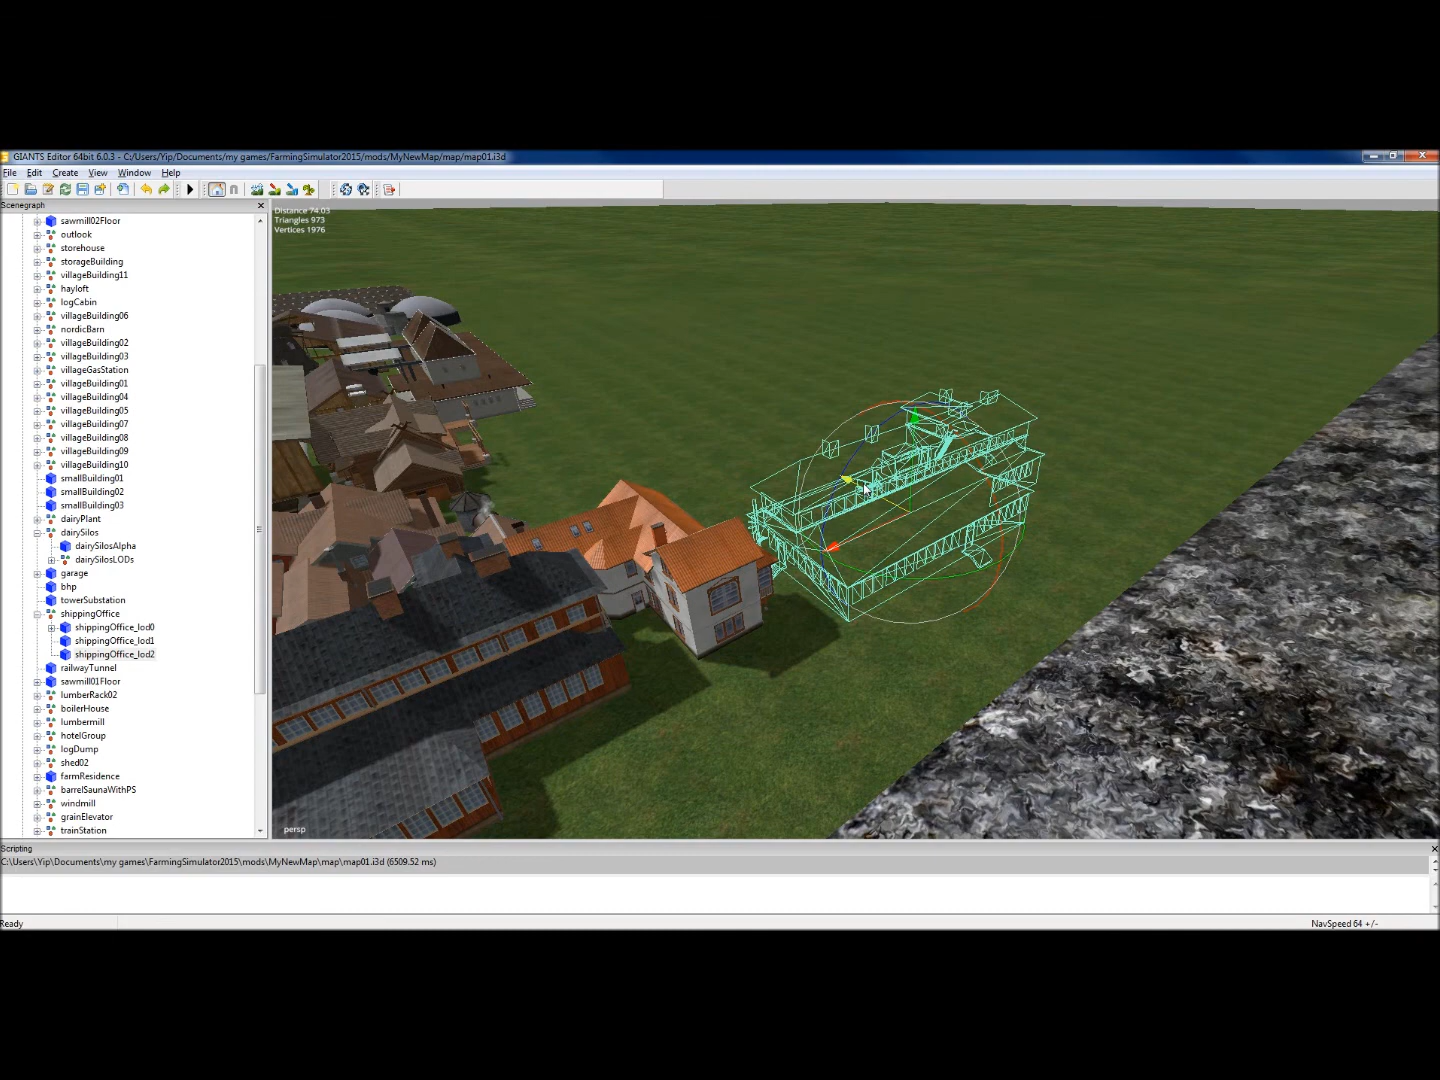 GIANTS Editor 64bit 6.0.3 - C:/Users/Yip/Documents/my games/FarmingSimulator2015/mods/MyNewMap/map/map01.i3d
File Edit Create View Window Help
Scenegraph
sawmill02Floor
outlook
storehouse
storageBuilding
villageBuilding11
hayloft
logCabin
villageBuilding06
nordicBarn
villageBuilding02
villageBuilding03
villageGasStation
villageBuilding01
villageBuilding04
villageBuilding05
villageBuilding07
villageBuilding08
villageBuilding09
villageBuilding10
smallBuilding01
smallBuilding02
smallBuilding03
dairyPlant
dairySilos
dairySilosAlpha
dairySilosLODs
garage
bhp
towerSubstation
shippingOffice
shippingOffice_lod0
shippingOffice_lod1
shippingOffice_lod2
railwayTunnel
sawmill01Floor
lumberRack02
boilerHouse
lumbermill
hotelGroup
logDump
shed02
farmResidence
barrelSaunaWithPS
windmill
grainElevator
trainStation
Distance 74.03
Triangles 973
Vertices 1976
persp
Scripting
C:\Users\Yip\Documents\my games\FarmingSimulator2015\mods\MyNewMap\map\map01.i3d (6509.52 ms)
Ready
NavSpeed 64 +/-